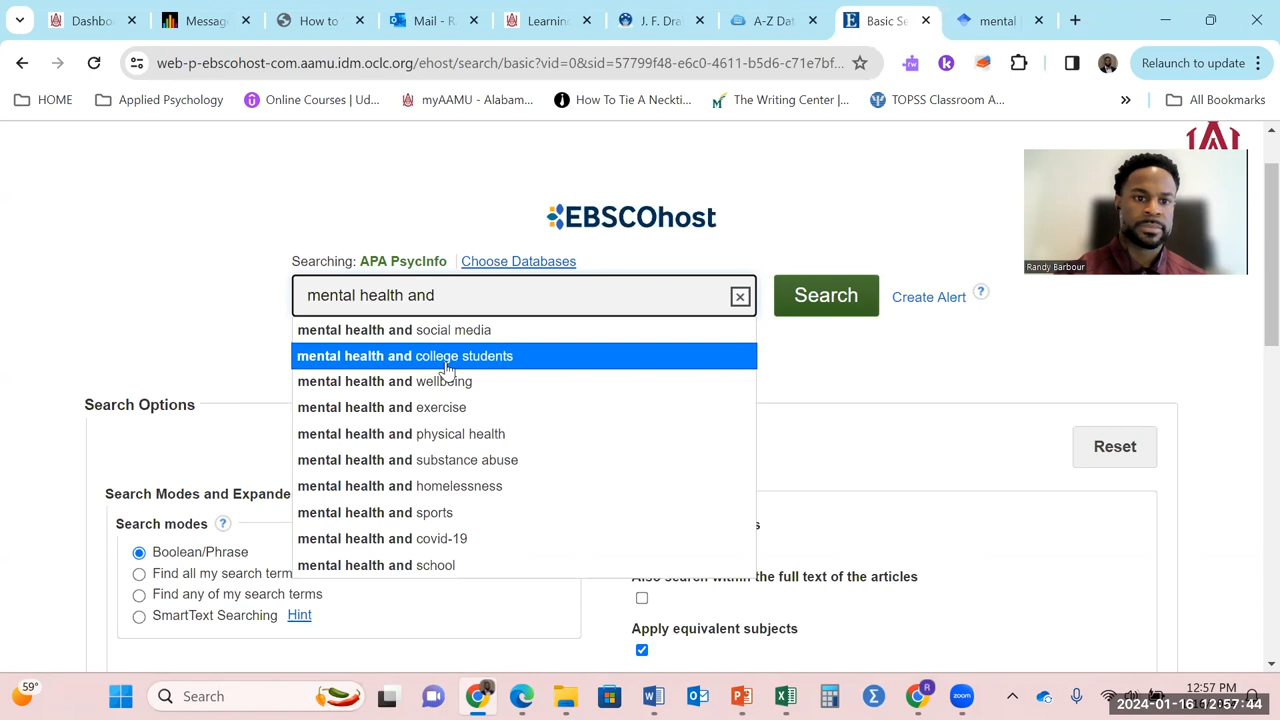 Dashbo
Messag
How to
Mail - R
Learnin
J. F. Dra
A-Z Dat
Basic Se
mental
web-p-ebscohost-com.aamu.idm.oclc.org/ehost/search/basic?vid=0&sid=57799f48-e6c0-4611-b5d6-c71e7bf...
Relaunch to update
HOME
Applied Psychology
Online Courses | Ud...
myAAMU - Alabam...
How To Tie A Neckti...
The Writing Center |...
TOPSS Classroom A...
All Bookmarks
EBSCOhost
Randy Barbour
Searching: APA PsycInfo
Choose Databases
mental health and
Search
Create Alert
?
mental health and social media
mental health and college students
mental health and wellbeing
mental health and exercise
mental health and physical health
mental health and substance abuse
mental health and homelessness
mental health and sports
mental health and covid-19
mental health and school
Search Options
Reset
Search Modes and Expande
Search modes ?
Boolean/Phrase
Find all my search term
Find any of my search terms
SmartText Searching Hint
Also search within the full text of the articles
Apply equivalent subjects
59°
Search
zoom
12:57 PM
2024-01-16 12:57:44